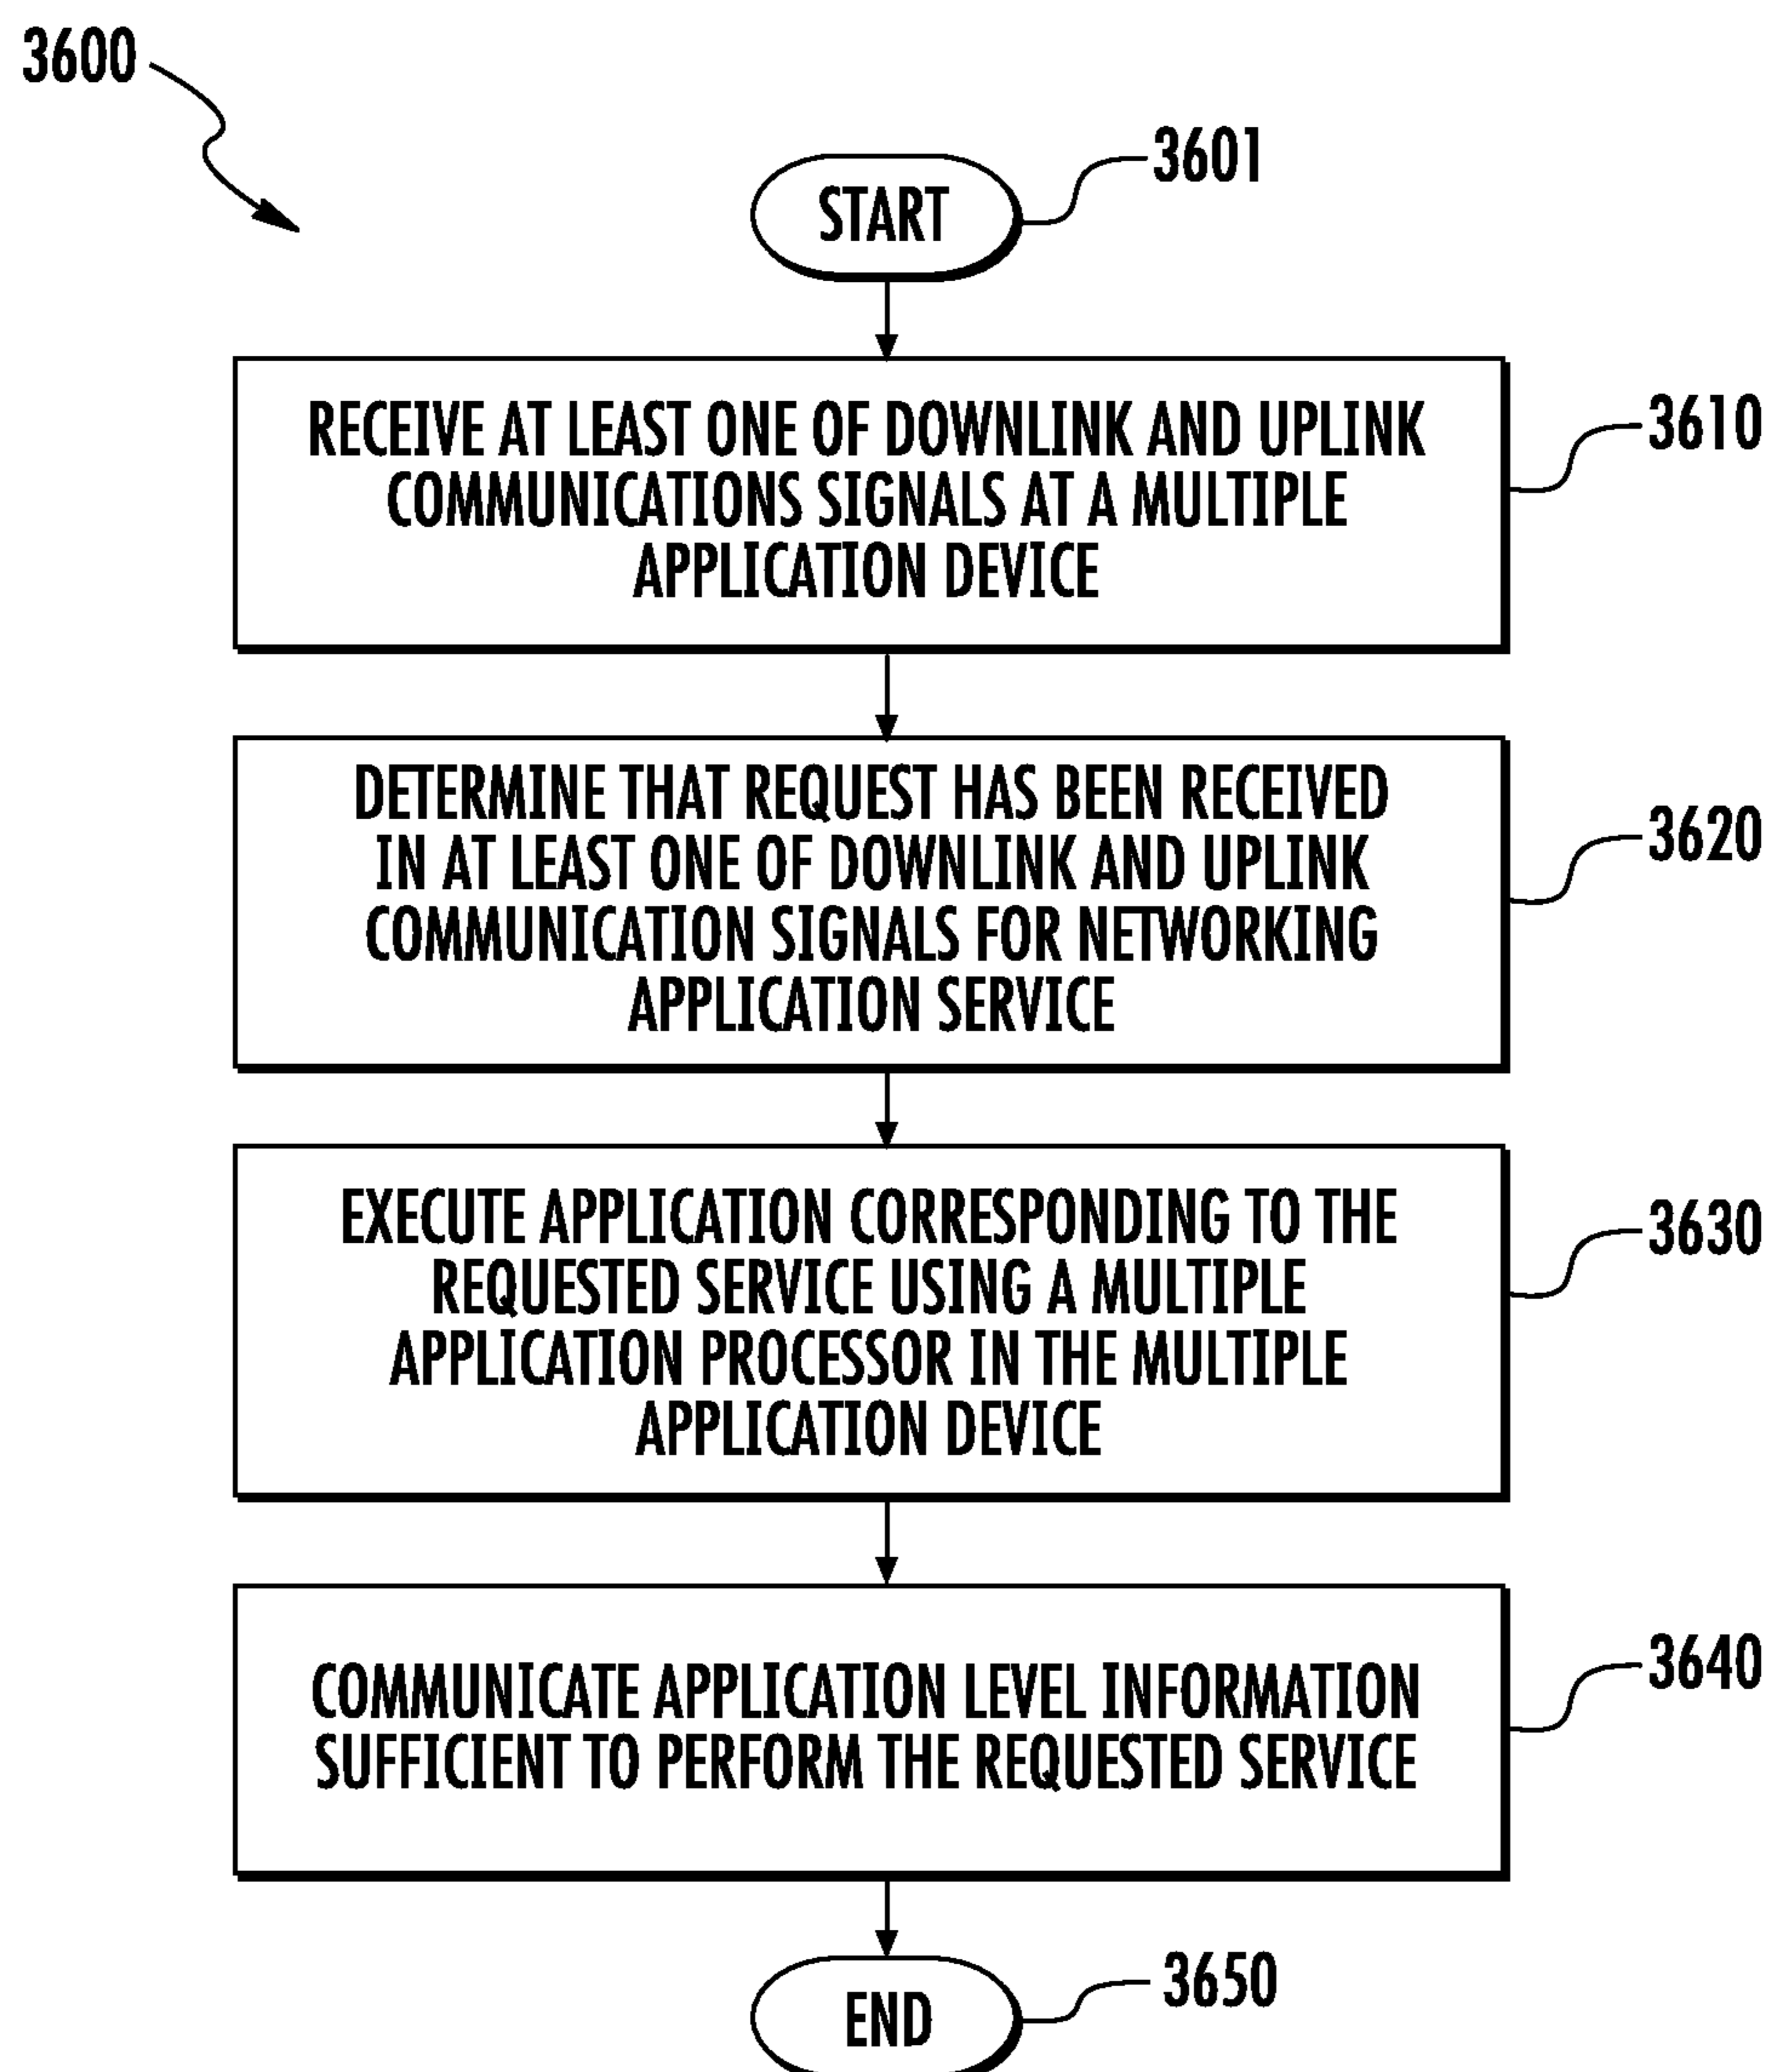 3600
START
3601
RECEIVE AT LEAST ONE OF DOWNLINK AND UPLINK
COMMUNICATIONS SIGNALS AT A MULTIPLE
APPLICATION DEVICE
3610
DETERMINE THAT REQUEST HAS BEEN RECEIVED
IN AT LEAST ONE OF DOWNLINK AND UPLINK
COMMUNICATION SIGNALS FOR NETWORKING
APPLICATION SERVICE
3620
EXECUTE APPLICATION CORRESPONDING TO THE
REQUESTED SERVICE USING A MULTIPLE
APPLICATION PROCESSOR IN THE MULTIPLE
APPLICATION DEVICE
3630
COMMUNICATE APPLICATION LEVEL INFORMATION
SUFFICIENT TO PERFORM THE REQUESTED SERVICE
3640
END
3650